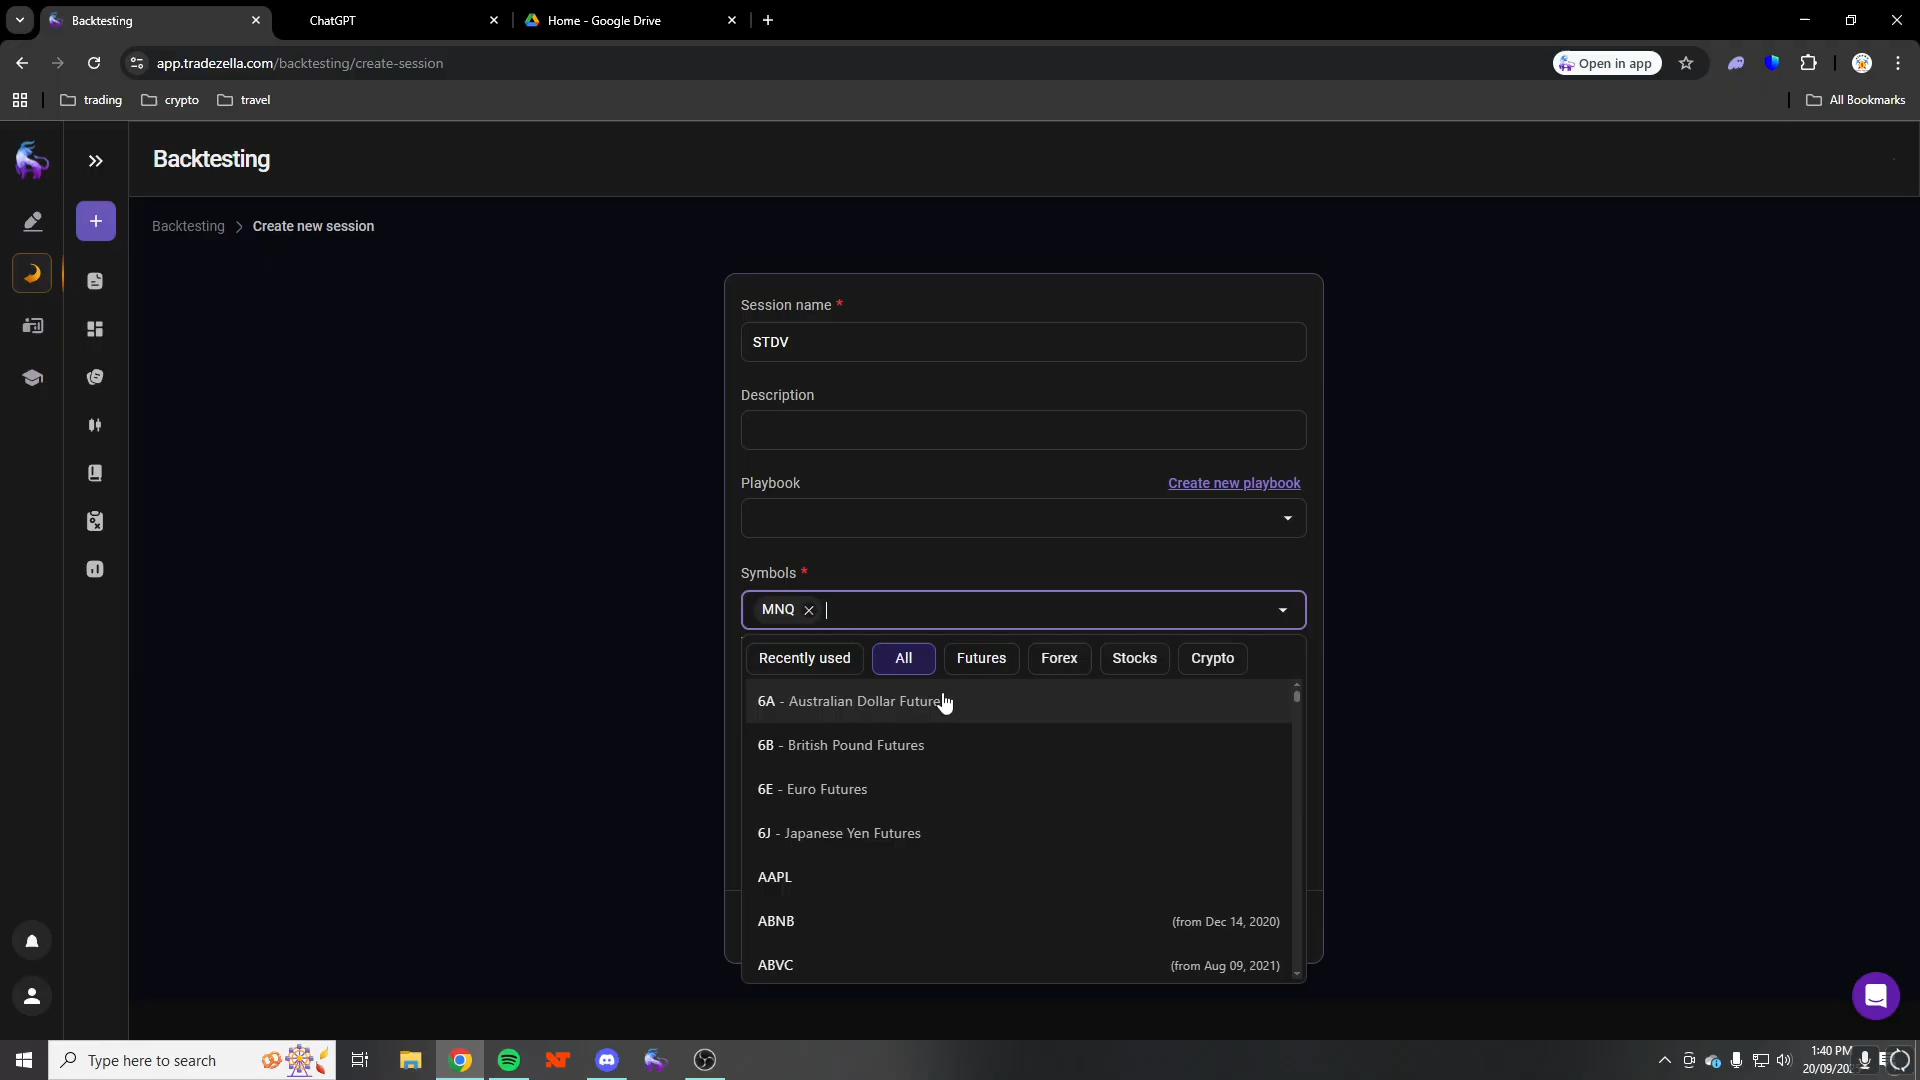 Backtesting
ChatGPT
Home - Google Drive
app.tradezella.com/backtesting/create-session
Open in app
trading
crypto
travel
All Bookmarks
Backtesting
Backtesting
Create new session
Session name *
STDV
Description
Playbook
Create new playbook
Symbols *
MNQ
Recently used
All
Futures
Forex
Stocks
Crypto
6A - Australian Dollar Future
6B - British Pound Futures
6E - Euro Futures
6J - Japanese Yen Futures
AAPL
ABNB
(from Dec 14, 2020)
ABVC
(from Aug 09, 2021)
Type here to search
1:40 PM